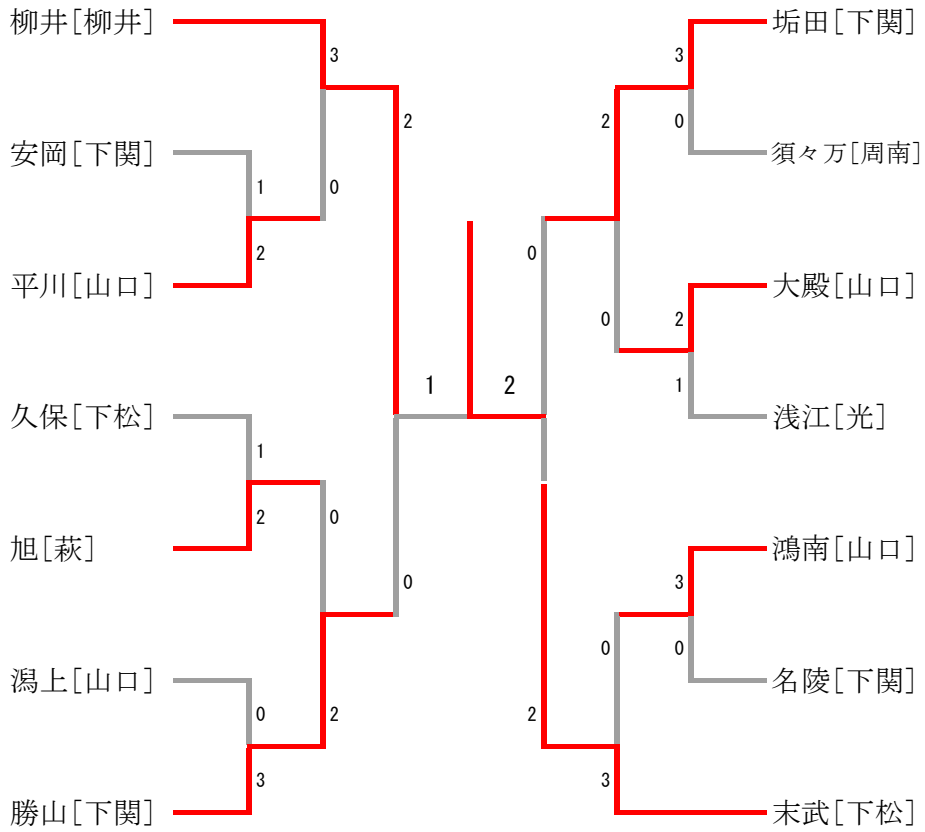 柳井[柳井]
3
2
安岡[下関]
1
0
2
平川[山口]
久保[下松]
1
2
0
旭[萩]
0
潟上[山口]
0
2
3
勝山[下関]
1
2
垢田[下関]
3
2
0
須々万[周南]
0
大殿[山口]
0
2
1
浅江[光]
鴻南[山口]
3
0
0
名陵[下関]
2
3
末武[下松]